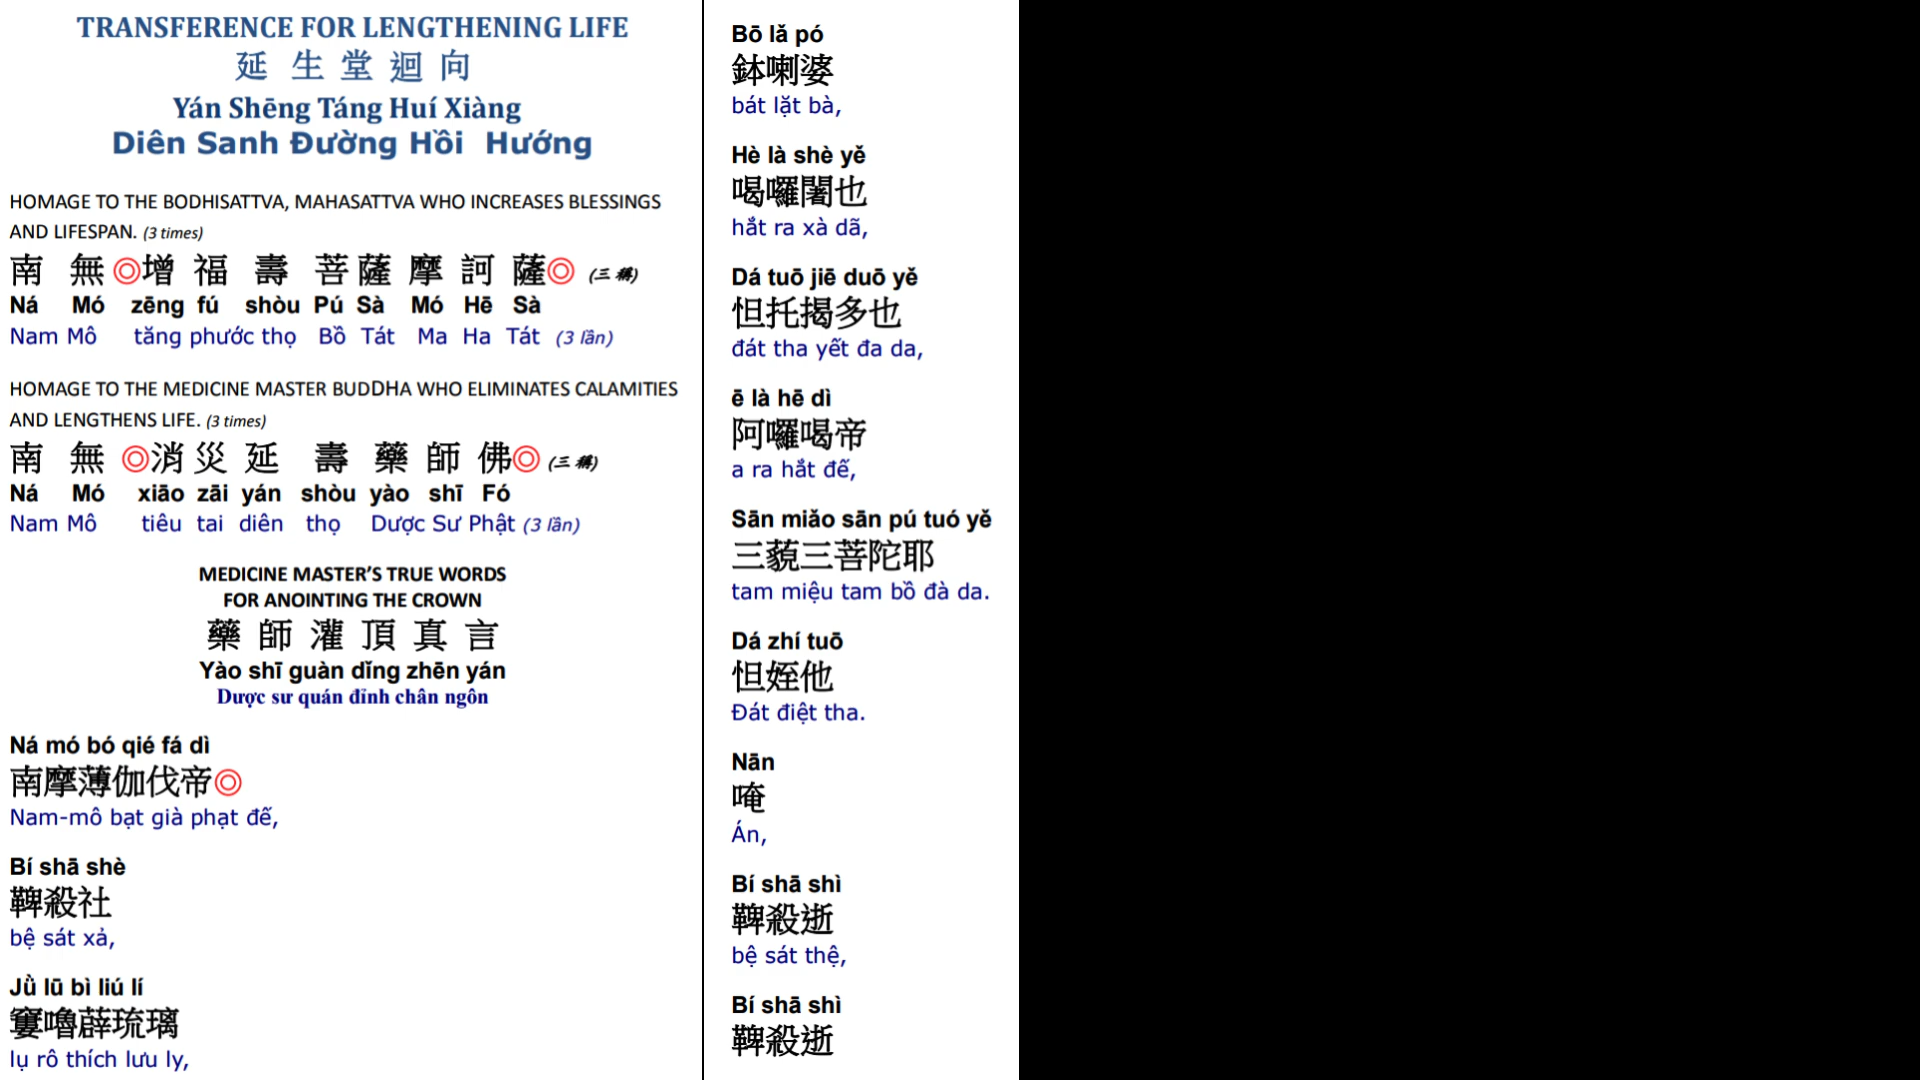 TRANSFERENCE FOR LENGTHENING LIFE
延 生 堂 迴 向
Yán Shēng Táng Huí Xiàng
Diên Sanh Đường Hồi Hướng
HOMAGE TO THE BODHISATTVA, MAHASATTVA WHO INCREASES BLESSINGS
AND LIFESPAN. (3 times)
南 無 ◎增 福 壽 菩 薩 摩 訶 薩◎ (三 稱)
Ná Mó zēng fú shòu Pú Sà Mó Hē Sà
Nam Mô tăng phước thọ Bồ Tát Ma Ha Tát (3 lần)
HOMAGE TO THE MEDICINE MASTER BUDDHA WHO ELIMINATES CALAMITIES
AND LENGTHENS LIFE. (3 times)
南 無 ◎消 災 延 壽 藥 師 佛◎ (三 稱)
Ná Mó xiāo zāi yán shòu yào shī Fó
Nam Mô tiêu tai diên thọ Dược Sư Phật (3 lần)
MEDICINE MASTER’S TRUE WORDS
FOR ANOINTING THE CROWN
藥 師 灌 頂 真 言
Yào shī guàn dǐng zhēn yán
Dược sư quán đỉnh chân ngôn
Ná mó bó qié fá dì
南摩薄伽伐帝◎
Nam-mô bạt già phạt đế,
Bí shā shè
鞞殺社
bệ sát xả,
Jǜ lū bì liú lí
窶嚕薜琉璃
lụ rô thích lưu ly,
Bō lǎ pó
鉢喇婆
bát lặt bà,
Hè là shè yě
喝囉闍也
hắt ra xà dã,
Dá tuō jiē duō yě
怛托揭多也
đát tha yết đa da,
ē là hē dì
阿囉喝帝
a ra hắt đế,
Sān miǎo sān pú tuó yě
三藐三菩陀耶
tam miệu tam bồ đà da.
Dá zhí tuō
怛姪他
Đát điệt tha.
Nān
唵
Án,
Bí shā shì
鞞殺逝
bệ sát thệ,
Bí shā shì
鞞殺逝